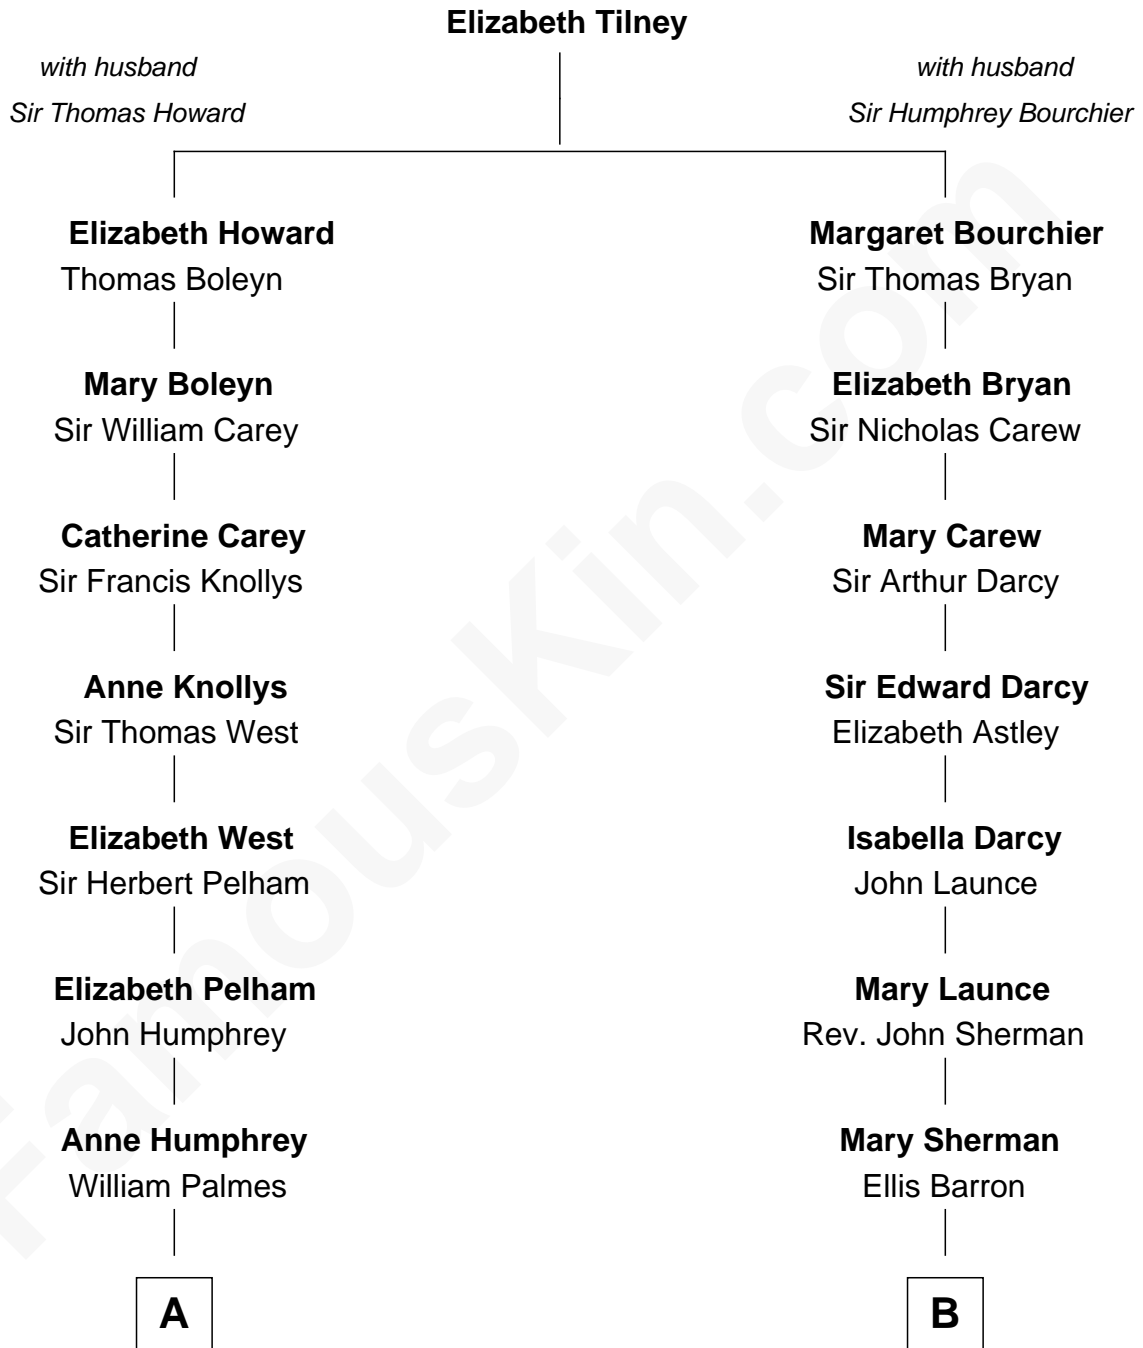 Elizabeth Tilney
with husband
Sir Thomas Howard
with husband
Sir Humphrey Bourchier
Elizabeth Howard
Thomas Boleyn
Margaret Bourchier
Sir Thomas Bryan
Mary Boleyn
Sir William Carey
Elizabeth Bryan
Sir Nicholas Carew
Catherine Carey
Sir Francis Knollys
Mary Carew
Sir Arthur Darcy
Anne Knollys
Sir Thomas West
Sir Edward Darcy
Elizabeth Astley
Elizabeth West
Sir Herbert Pelham
Isabella Darcy
John Launce
Elizabeth Pelham
John Humphrey
Mary Launce
Rev. John Sherman
Anne Humphrey
William Palmes
Mary Sherman
Ellis Barron
A
B
FamousKin.com